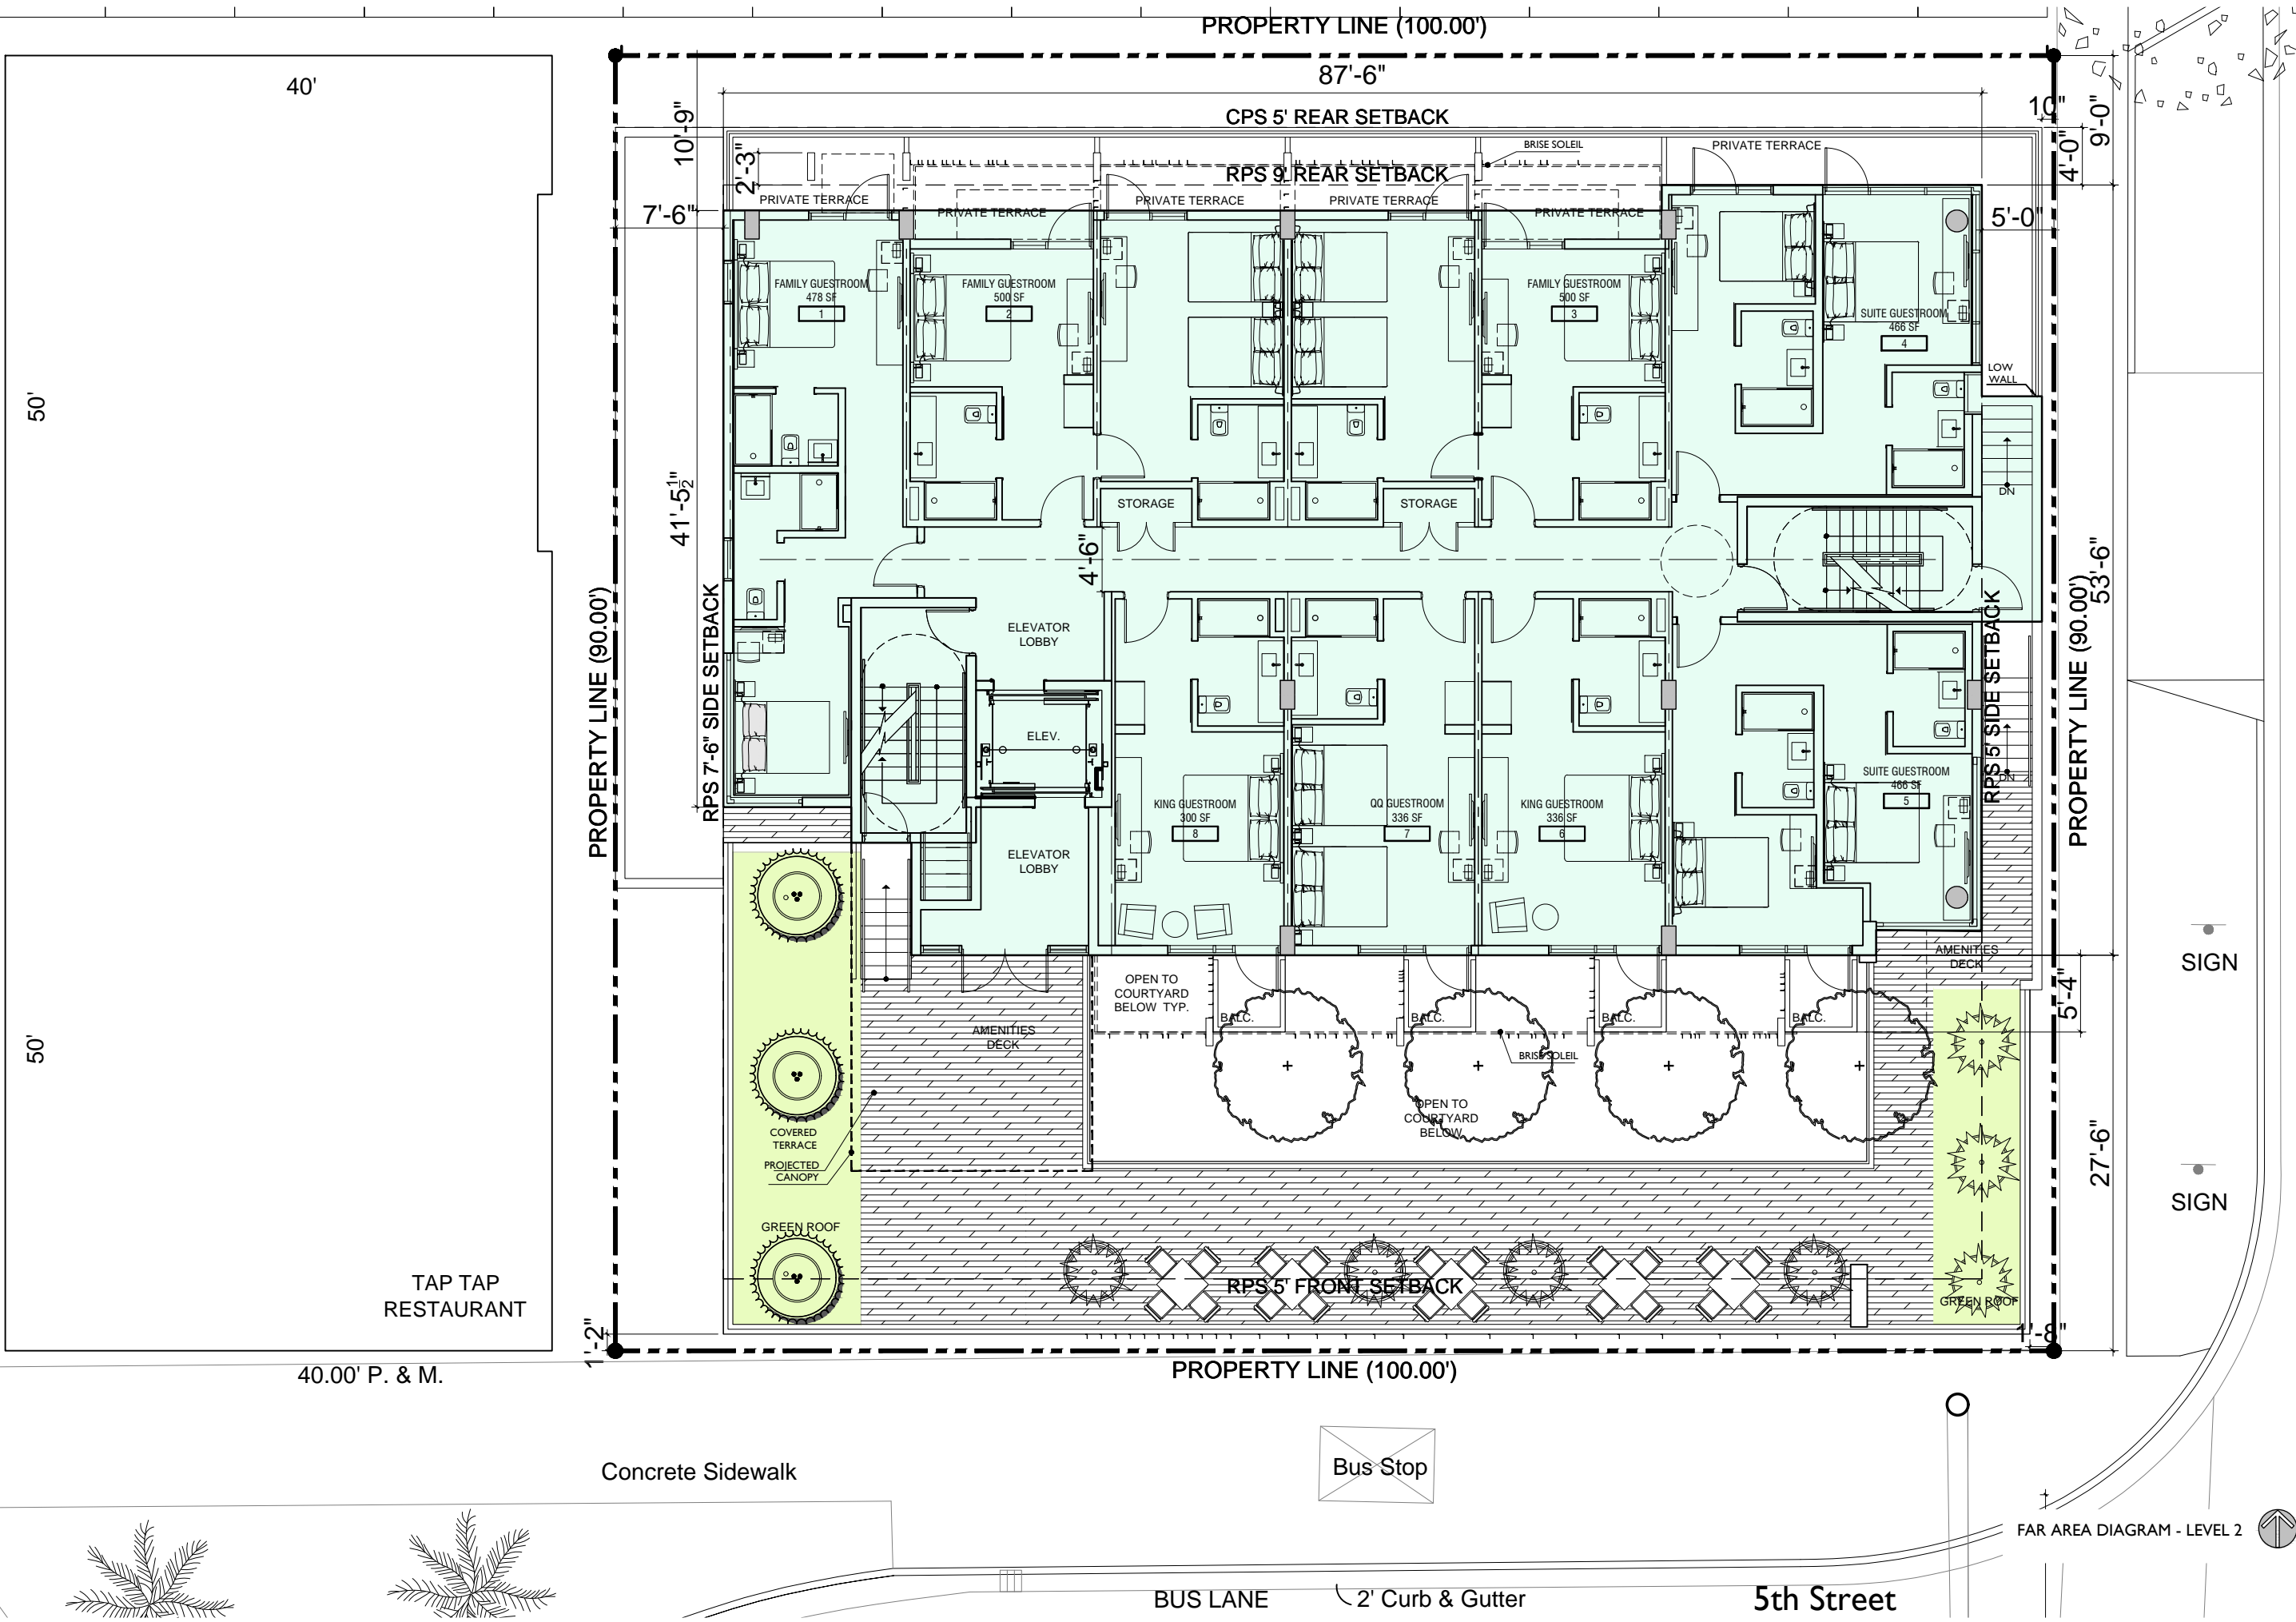 PROPERTY LINE (100.00')
40'
87'-6"
10"
CPS 5' REAR SETBACK
10'-9"
9'-0"
4'-0"
2'-3"
BRISE SOLEIL
PRIVATE TERRACE
RPS 9' REAR SETBACK
PRIVATE TERRACE
PRIVATE TERRACE
PRIVATE TERRACE
PRIVATE TERRACE
PRIVATE TERRACE
7'-6"
5'-0"
FAMILY GUESTROOM
478 SF
1
FAMILY GUESTROOM
500 SF
2
FAMILY GUESTROOM
500 SF
3
SUITE GUESTROOM
466 SF
4
LOW
WALL
50'
DN
STORAGE
STORAGE
41'-5 1/2"
4'-6"
53'-6"
PROPERTY LINE (90.00')
RPS 7'-6" SIDE SETBACK
ELEVATOR
LOBBY
RPS 5' SIDE SETBACK
PROPERTY LINE (90.00')
ELEV.
DN
SUITE GUESTROOM
466 SF
5
KING GUESTROOM
300 SF
8
QQ GUESTROOM
336 SF
7
KING GUESTROOM
336 SF
6
ELEVATOR
LOBBY
AMENITIES
DECK
SIGN
OPEN TO
COURTYARD
BELOW TYP.
5'-4"
BALC.
BALC.
BALC.
BALC.
AMENITIES
DECK
BRISE SOLEIL
50'
OPEN TO
COURTYARD
BELOW
COVERED
TERRACE
PROJECTED
CANOPY
27'-6"
SIGN
GREEN ROOF
TAP TAP
RESTAURANT
RPS 5' FRONT SETBACK
GREEN ROOF
1'-2"
1'-8"
40.00' P. & M.
PROPERTY LINE (100.00')
Concrete Sidewalk
Bus Stop
FAR AREA DIAGRAM - LEVEL 2
BUS LANE
2' Curb & Gutter
5th Street